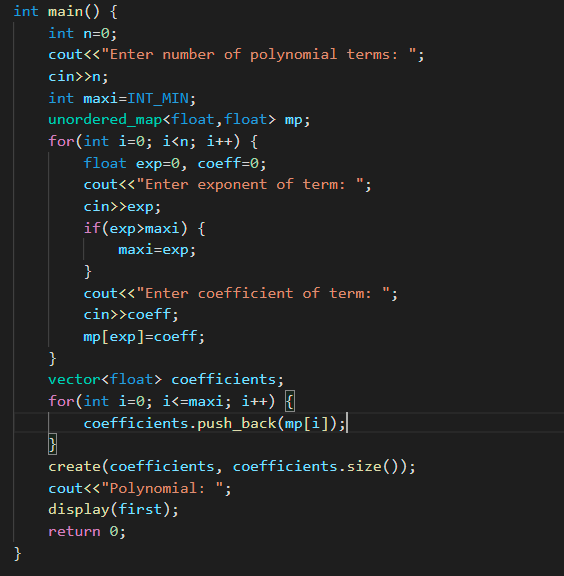 int main() {
    int n=0;
    cout<<"Enter number of polynomial terms: ";
    cin>>n;
    int maxi=INT_MIN;
    unordered_map<float,float> mp;
    for(int i=0; i<n; i++) {
        float exp=0, coeff=0;
        cout<<"Enter exponent of term: ";
        cin>>exp;
        if(exp>maxi) {
            maxi=exp;
        }
        cout<<"Enter coefficient of term: ";
        cin>>coeff;
        mp[exp]=coeff;
    }
    vector<float> coefficients;
    for(int i=0; i<=maxi; i++) {
        coefficients.push_back(mp[i]);
    }
    create(coefficients, coefficients.size());
    cout<<"Polynomial: ";
    display(first);
    return 0;
}